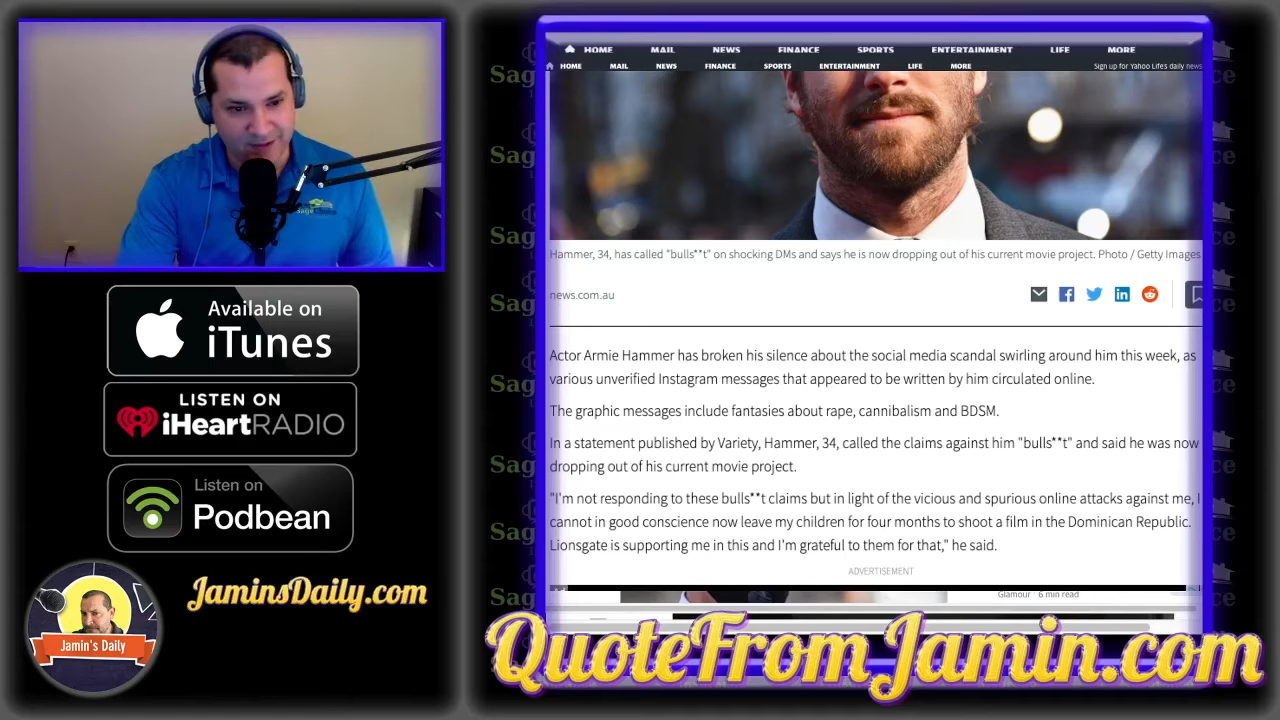 HOME MAIL NEWS FINANCE SPORTS ENTERTAINMENT LIFE MORE
HOME MAIL NEWS FINANCE SPORTS ENTERTAINMENT LIFE MORE Sign up for Yahoo Life's daily news
Hammer, 34, has called "bulls**t" on shocking DMs and says he is now dropping out of his current movie project. Photo / Getty Images
news.com.au
Actor Armie Hammer has broken his silence about the social media scandal swirling around him this week, as
various unverified Instagram messages that appeared to be written by him circulated online.
The graphic messages include fantasies about rape, cannibalism and BDSM.
In a statement published by Variety, Hammer, 34, called the claims against him "bulls**t" and said he was now
dropping out of his current movie project.
"I'm not responding to these bulls**t claims but in light of the vicious and spurious online attacks against me, I
cannot in good conscience now leave my children for four months to shoot a film in the Dominican Republic.
Lionsgate is supporting me in this and I'm grateful to them for that," he said.
ADVERTISEMENT
Glamour · 6 min read
Available on
iTunes
LISTEN ON
iHeartRADIO
Listen on
Podbean
JaminsDaily.com
Jamin's Daily
QuoteFromJamin.com